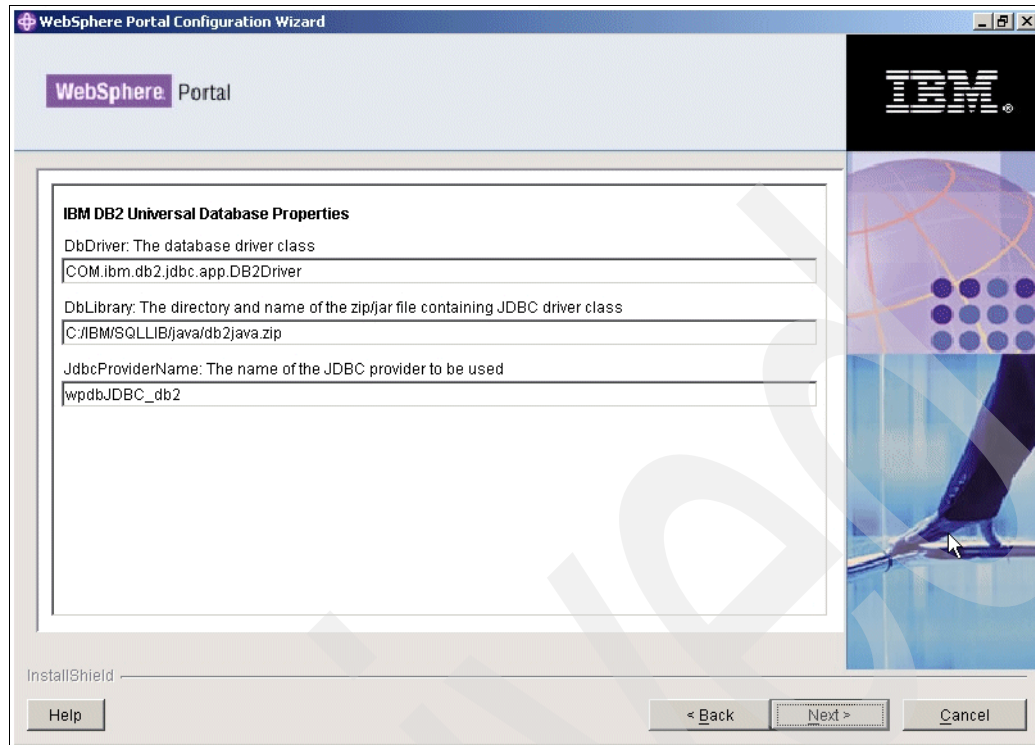 WebSphere Portal Configuration Wizard
WebSphere Portal
IBM®
IBM DB2 Universal Database Properties
DbDriver: The database driver class
COM.ibm.db2.jdbc.app.DB2Driver
DbLibrary: The directory and name of the zip/jar file containing JDBC driver class
C:/IBM/SQLLIB/java/db2java.zip
JdbcProviderName: The name of the JDBC provider to be used
wpdbJDBC_db2
InstallShield
Help
< Back
Next >
Cancel